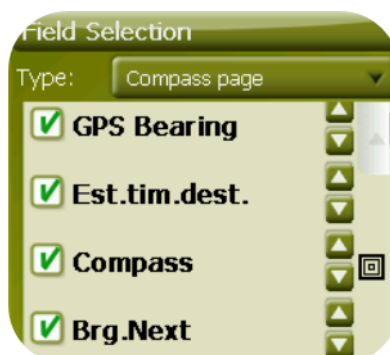 Field Selection
Type: Compass page
GPS Bearing
Est.tim.dest.
Compass
Brg.Next